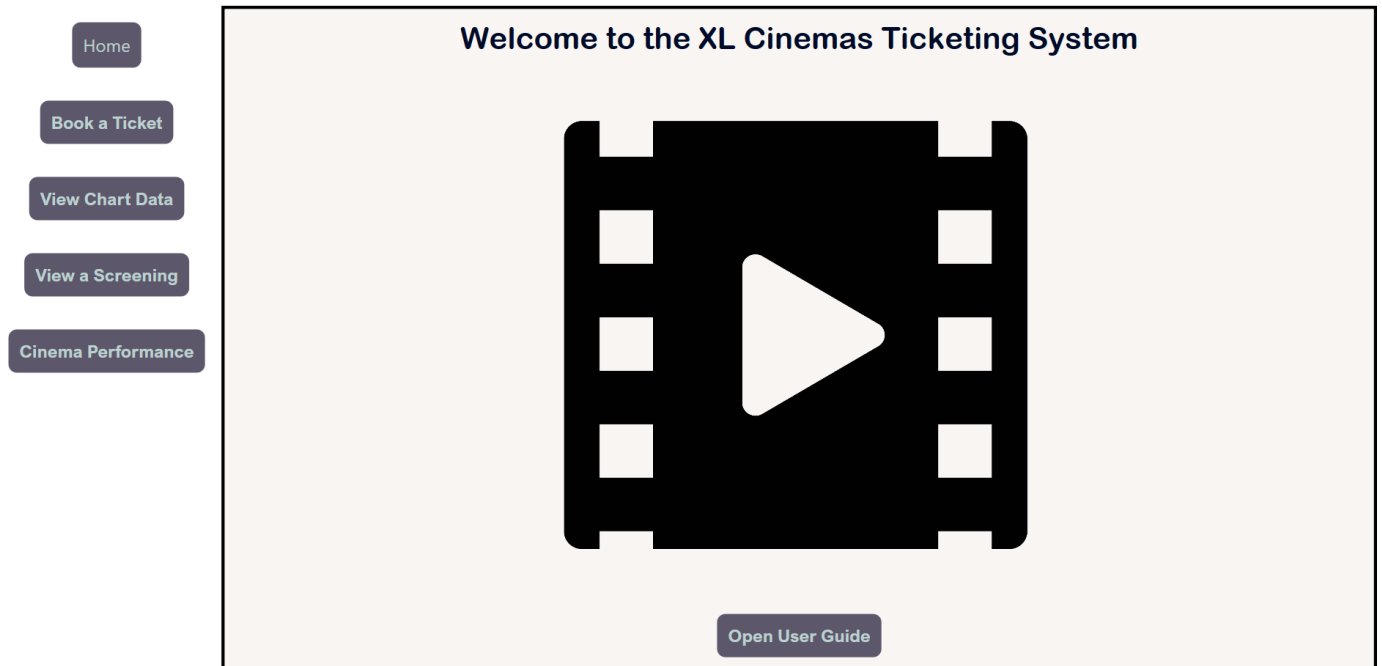 Home
Book a Ticket
View Chart Data
View a Screening
Cinema Performance
Welcome to the XL Cinemas Ticketing System
Open User Guide